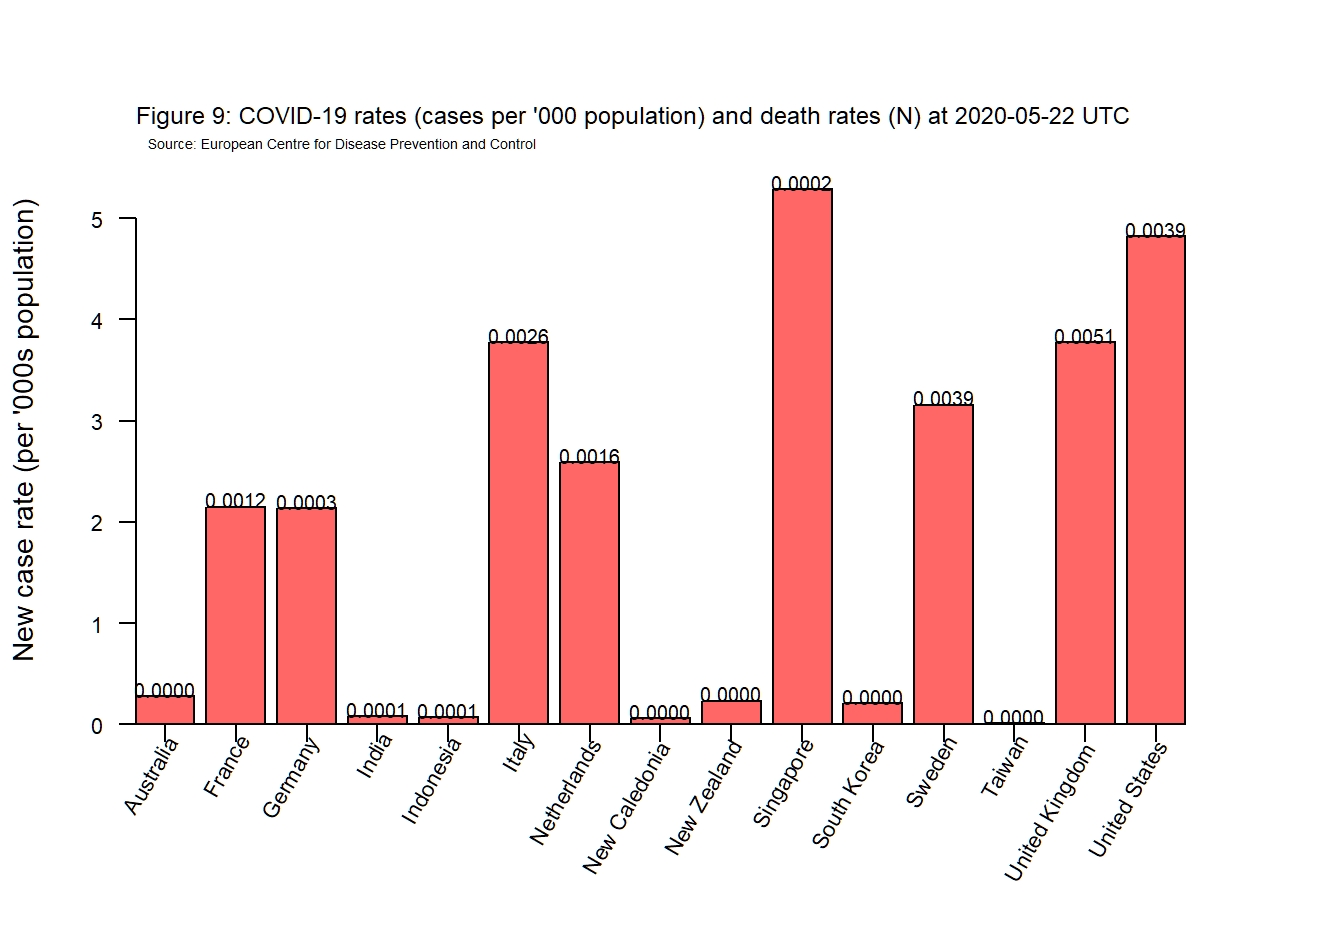 Figure 9: COVID-19 rates (cases per '000 population) and death rates (N) at 2020-05-22 UTC
Source: European Centre for Disease Prevention and Control
New case rate (per '000s population)
5
4
3
2
1
0
0.0000
0.0012
0.0003
0.0001
0.0001
0.0026
0.0016
0.0000
0.0000
0.0002
0.0000
0.0039
0.0000
0.0051
0.0039
Australia
France
Germany
India
Indonesia
Italy
Netherlands
New Caledonia
New Zealand
Singapore
South Korea
Sweden
Taiwan
United Kingdom
United States